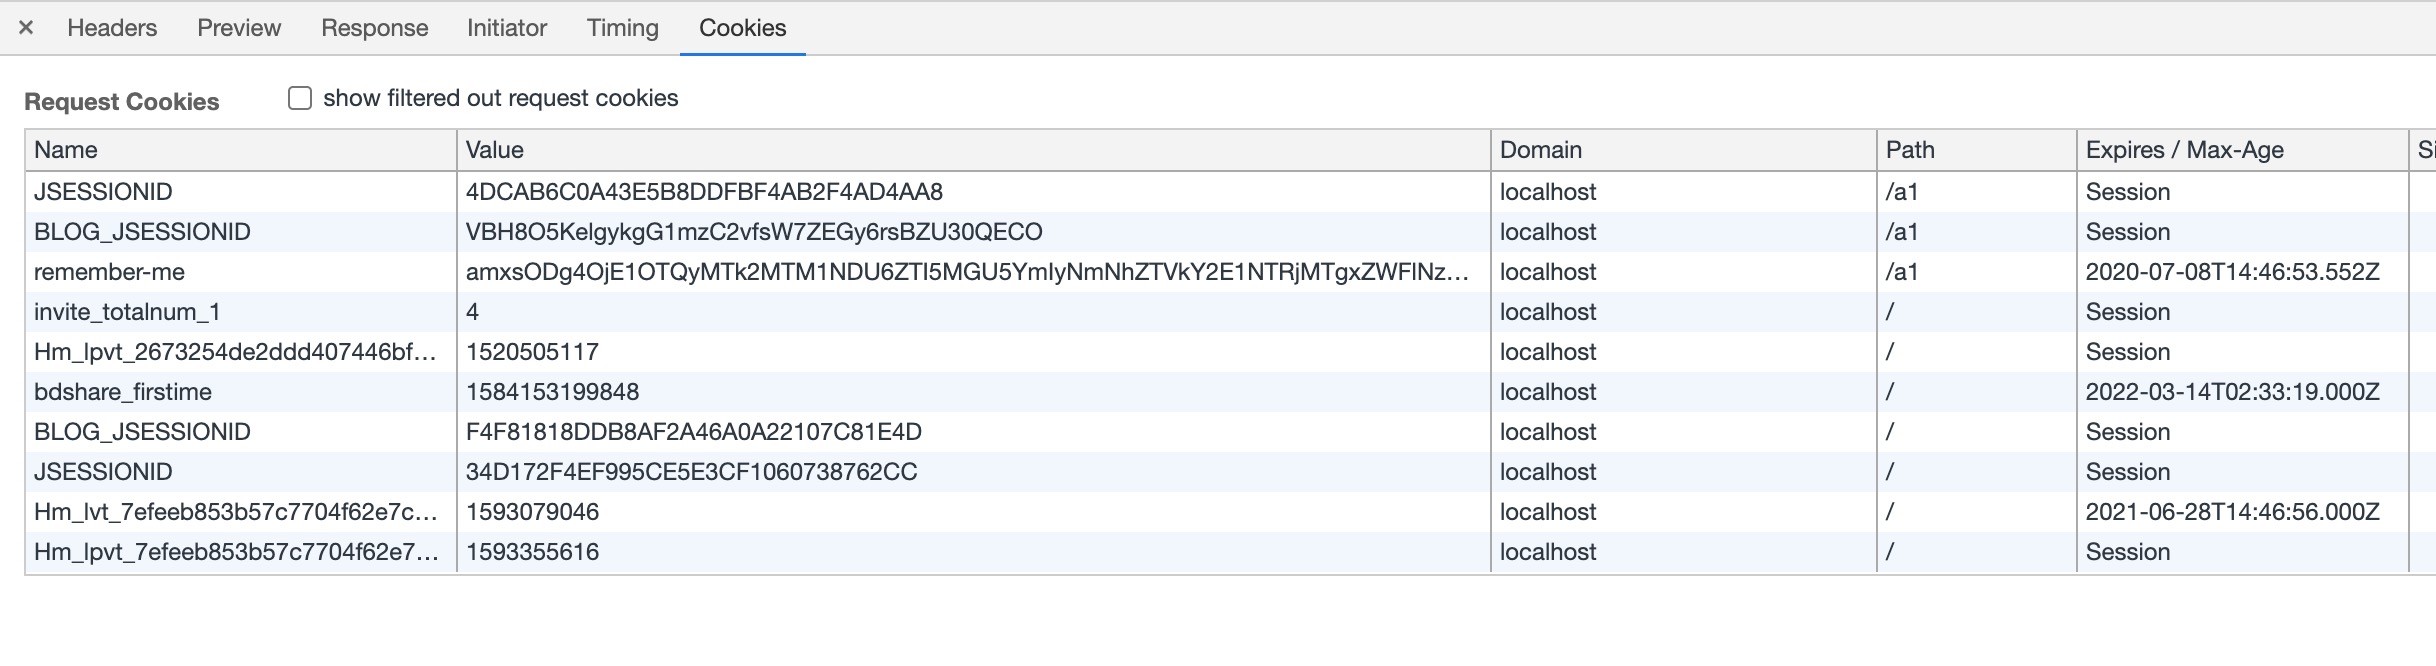 × Headers Preview Response Initiator Timing Cookies
Request Cookies show filtered out request cookies
Name Value Domain Path Expires / Max-Age Si
JSESSIONID 4DCAB6C0A43E5B8DDFBF4AB2F4AD4AA8 localhost /a1 Session
BLOG_JSESSIONID VBH8O5KelgykgG1mzC2vfsW7ZEGy6rsBZU30QECO localhost /a1 Session
remember-me amxsODg4OjE1OTQyMTk2MTM1NDU6ZTI5MGU5YmIyNmNhZTVkY2E1NTRjMTgxZWFlNz... localhost /a1 2020-07-08T14:46:53.552Z
invite_totalnum_1 4 localhost / Session
Hm_lpvt_2673254de2ddd407446bf... 1520505117 localhost / Session
bdshare_firstime 1584153199848 localhost / 2022-03-14T02:33:19.000Z
BLOG_JSESSIONID F4F81818DDB8AF2A46A0A22107C81E4D localhost / Session
JSESSIONID 34D172F4EF995CE5E3CF1060738762CC localhost / Session
Hm_lvt_7efeeb853b57c7704f62e7c... 1593079046 localhost / 2021-06-28T14:46:56.000Z
Hm_lpvt_7efeeb853b57c7704f62e7... 1593355616 localhost / Session